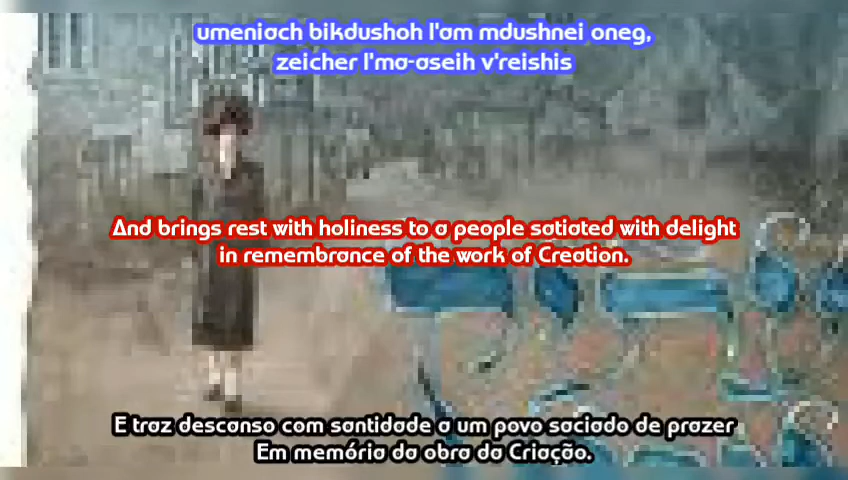 umeniach bikdushoh l'am mdushnei oneg,
zeicher l'ma-aseih v'reishis
And brings rest with holiness to a people satiated with delight
in remembrance of the work of Creation.
E traz descanso com santidade a um povo saciado de prazer
Em memória da obra da Criação.